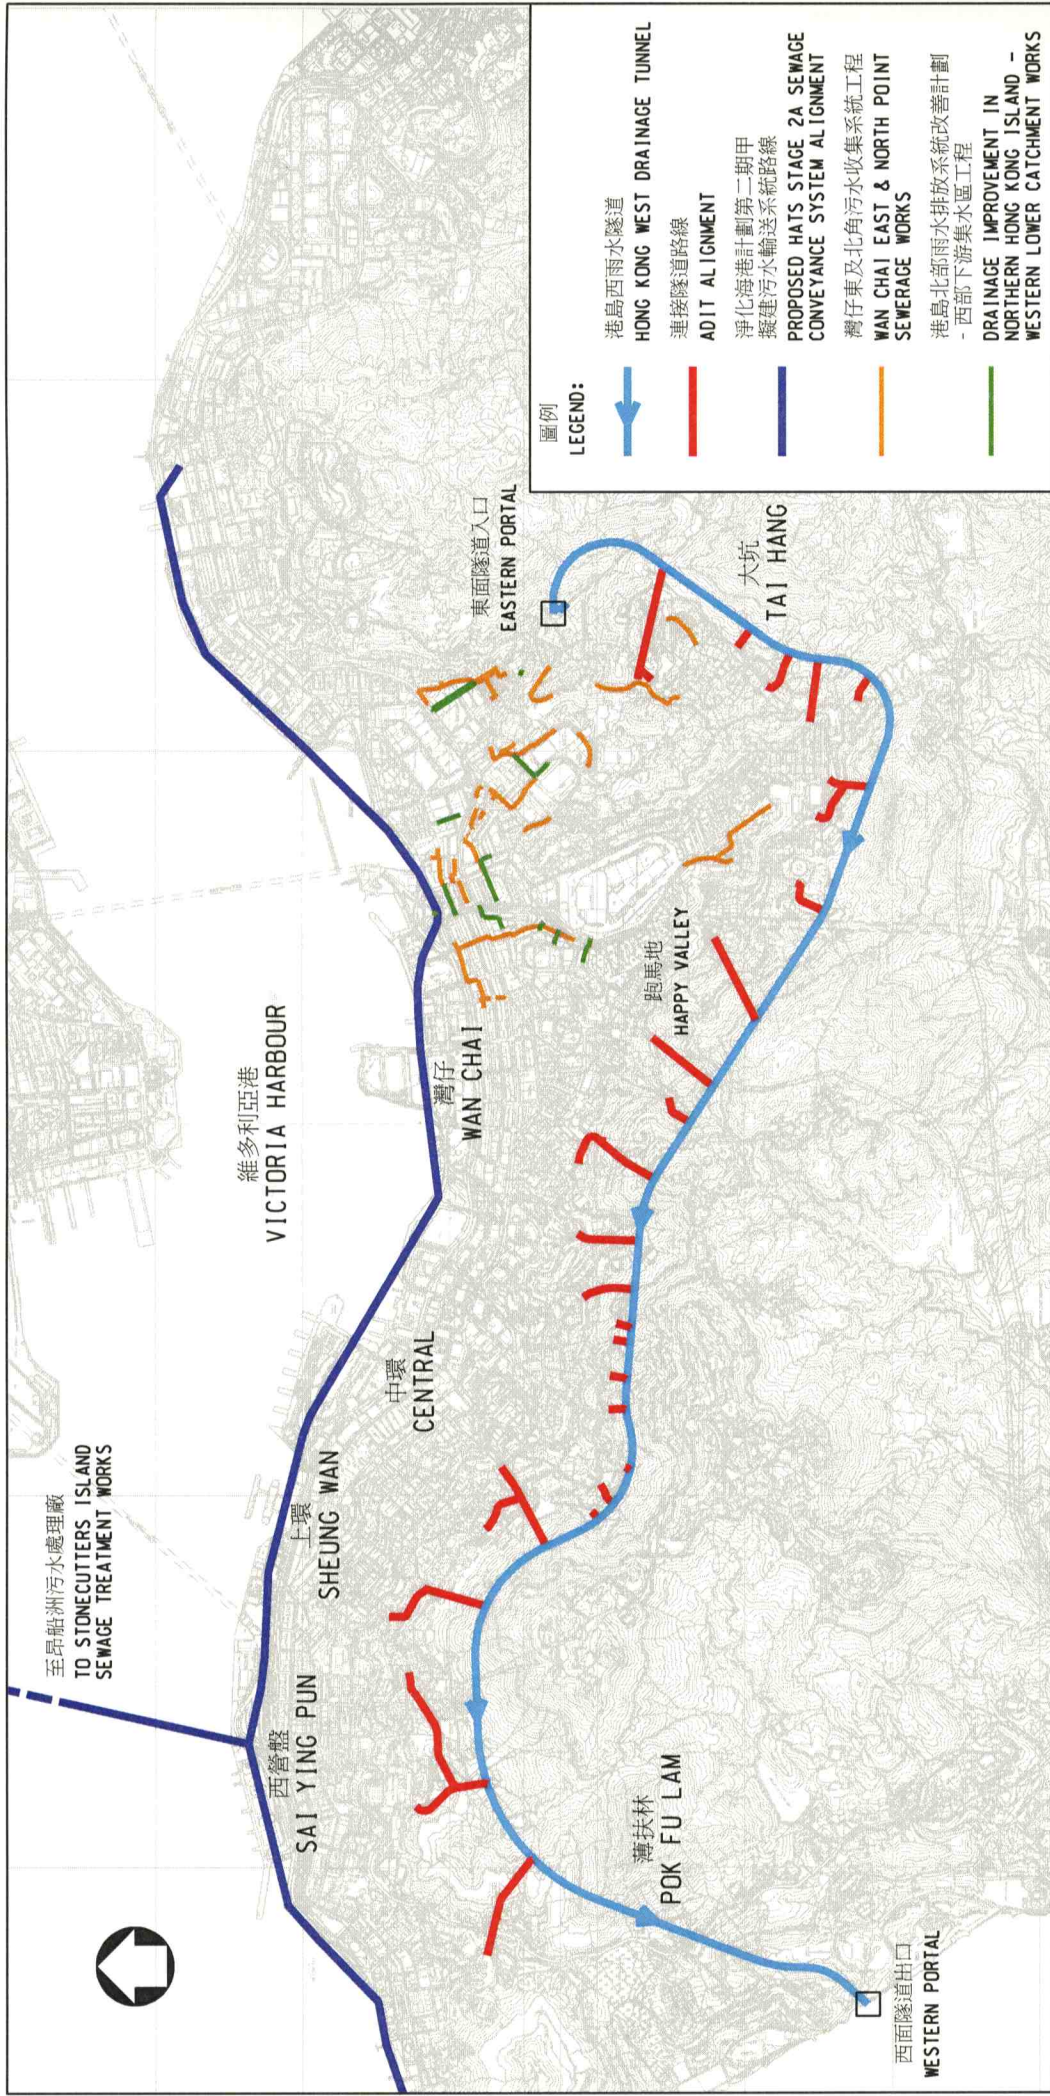 至昂船洲污水處理廠
TO STONECUTTERS ISLAND
SEWAGE TREATMENT WORKS
維多利亞港
VICTORIA HARBOUR
西營盤
SAI YING PUN
上環
SHEUNG WAN
中環
CENTRAL
灣仔
WAN CHAI
東面隧道入口
EASTERN PORTAL
跑馬地
HAPPY VALLEY
大坑
TAI HANG
薄扶林
POK FU LAM
西面隧道出口
WESTERN PORTAL
圖例
LEGEND:
港島西雨水隧道
HONG KONG WEST DRAINAGE TUNNEL
連接隧道路線
ADIT ALIGNMENT
淨化海港計劃第二期甲
擬建污水輸送系統路線
PROPOSED HATS STAGE 2A SEWAGE
CONVEYANCE SYSTEM ALIGNMENT
灣仔東及北角污水收集系統工程
WAN CHAI EAST & NORTH POINT
SEWERAGE WORKS
港島北部雨水排放系統改善計劃
- 西部下游集水區工程
DRAINAGE IMPROVEMENT IN
NORTHERN HONG KONG ISLAND -
WESTERN LOWER CATCHMENT WORKS